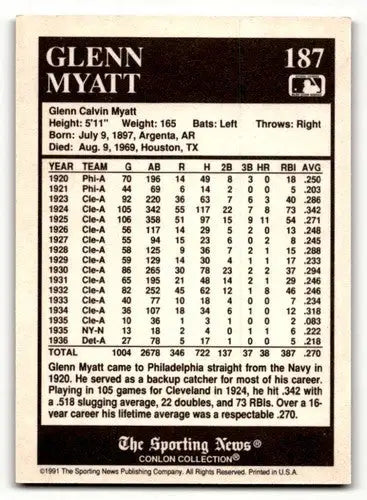 GLENN 187
MYATT
Glenn Calvin Myatt
Height: 5'11" Weight: 165 Bats: Left Throws: Right
Born: July 9, 1897, Argenta, AR
Died: Aug. 9, 1969, Houston, TX
YEAR TEAM G AB R H 2B 3B HR RBI AVG
1920 Phi-A 70 196 14 49 8 3 0 18 .250
1921 Phi-A 44 69 6 14 2 0 0 5 .203
1923 Cle-A 92 220 36 63 7 6 3 40 .286
1924 Cle-A 105 342 55 117 22 7 8 73 .342
1925 Cle-A 106 358 51 97 15 9 11 54 .271
1926 Cle-A 56 117 14 29 5 2 0 13 .248
1927 Cle-A 55 94 15 23 6 0 2 8 .245
1928 Cle-A 58 125 9 36 7 2 1 15 .288
1929 Cle-A 59 129 14 30 4 1 1 17 .233
1930 Cle-A 86 265 30 78 23 2 2 37 .294
1931 Cle-A 65 195 21 48 14 2 1 29 .246
1932 Cle-A 82 252 45 62 12 1 8 46 .246
1933 Cle-A 40 77 10 18 4 0 0 7 .234
1934 Cle-A 36 107 18 34 6 1 0 12 .318
1935 Cle-A 10 36 1 3 1 0 0 2 .083
1935 NY-N 13 18 2 4 0 1 1 6 .222
1936 Det-A 27 78 5 17 1 0 0 5 .218
TOTAL 1004 2678 346 722 137 37 38 387 .270
Glenn Myatt came to Philadelphia straight from the Navy in
1920. He served as a backup catcher for most of his career.
Playing in 105 games for Cleveland in 1924, he hit .342 with
a .518 slugging average, 22 doubles, and 73 RBIs. Over a 16-
year career his lifetime average was a respectable .270.
The Sporting News®
CONLON COLLECTION®
©1991 The Sporting News Publishing Company. All Rights Reserved. Printed in U.S.A.